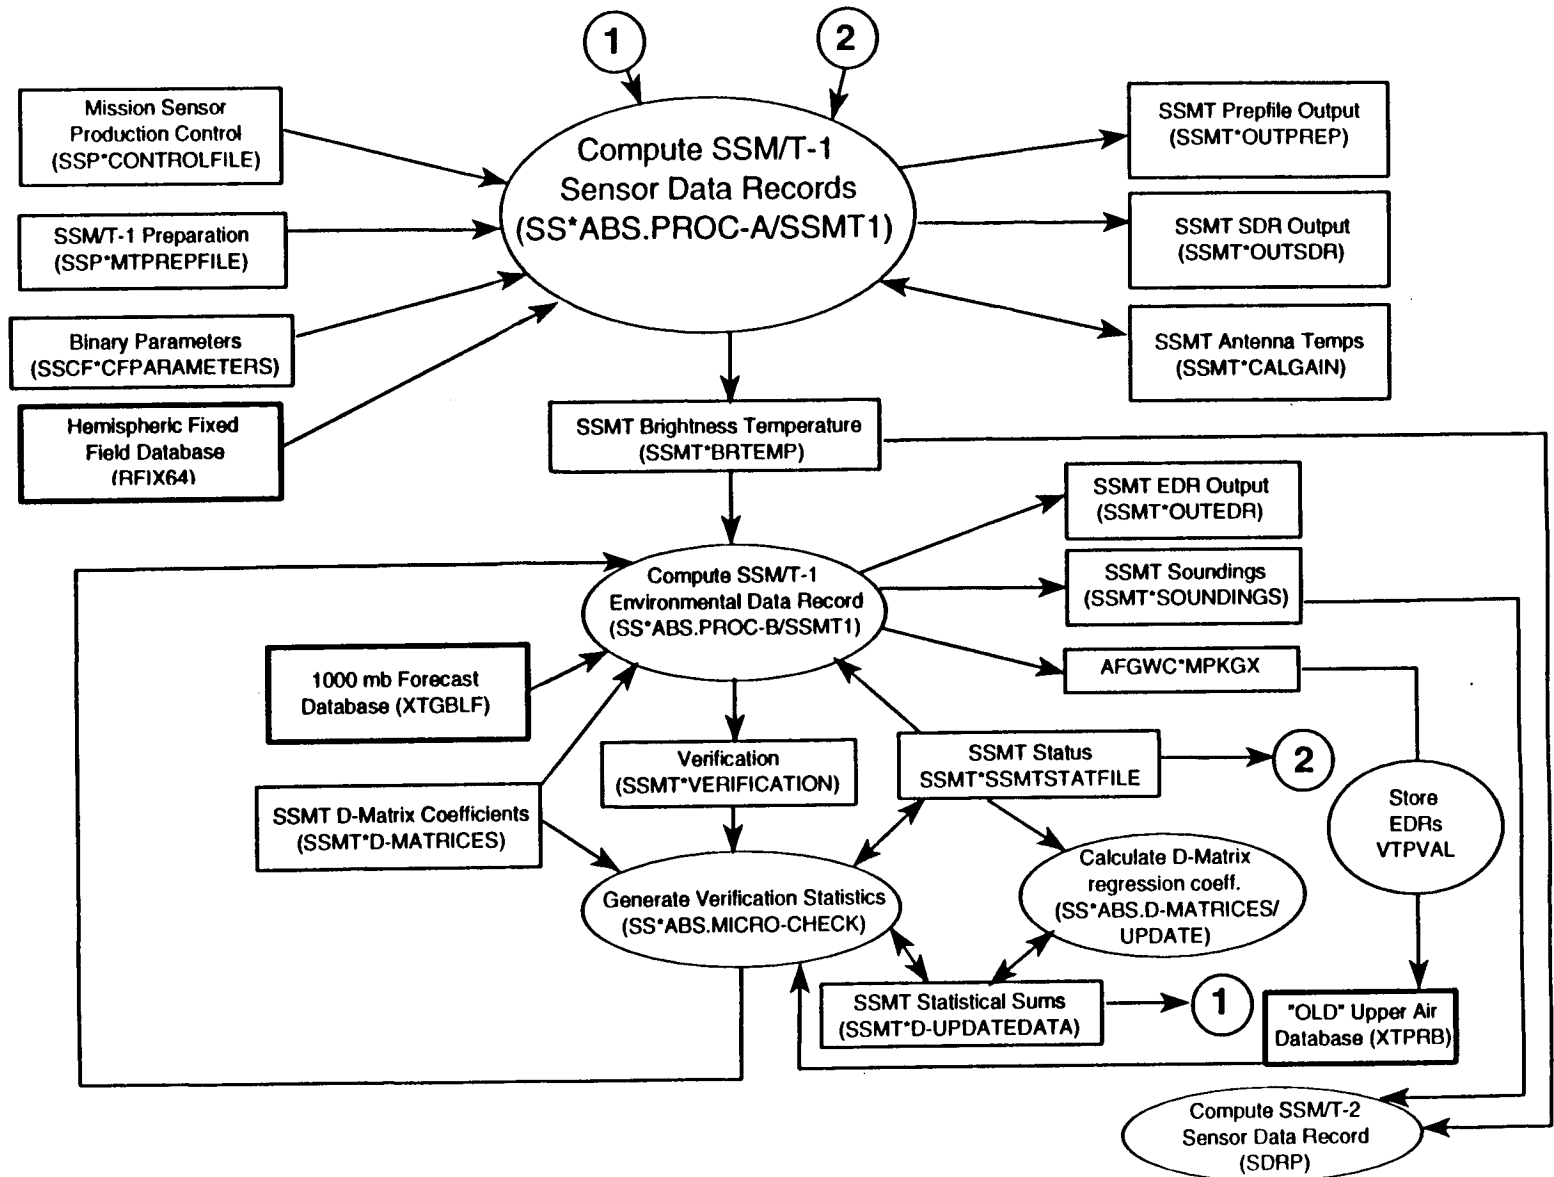 1
2
Mission Sensor
Production Control
(SSP*CONTROLFILE)
SSM/T-1 Preparation
(SSP*MTPREPFILE)
Binary Parameters
(SSCF*CFPARAMETERS)
Hemispheric Fixed
Field Database
(RFIX64)
Compute SSM/T-1
Sensor Data Records
(SS*ABS.PROC-A/SSMT1)
SSMT Prepfile Output
(SSMT*OUTPREP)
SSMT SDR Output
(SSMT*OUTSDR)
SSMT Antenna Temps
(SSMT*CALGAIN)
SSMT Brightness Temperature
(SSMT*BRTEMP)
SSMT EDR Output
(SSMT*OUTEDR)
SSMT Soundings
(SSMT*SOUNDINGS)
AFGWC*MPKGX
Compute SSM/T-1
Environmental Data Record
(SS*ABS.PROC-B/SSMT1)
1000 mb Forecast
Database (XTGBLF)
SSMT D-Matrix Coefficients
(SSMT*D-MATRICES)
Verification
(SSMT*VERIFICATION)
SSMT Status
SSMT*SSMTSTATFILE
2
Store
EDRs
VTPVAL
Generate Verification Statistics
(SS*ABS.MICRO-CHECK)
Calculate D-Matrix
regression coeff.
(SS*ABS.D-MATRICES/
UPDATE)
SSMT Statistical Sums
(SSMT*D-UPDATEDATA)
1
"OLD" Upper Air
Database (XTPRB)
Compute SSM/T-2
Sensor Data Record
(SDRP)